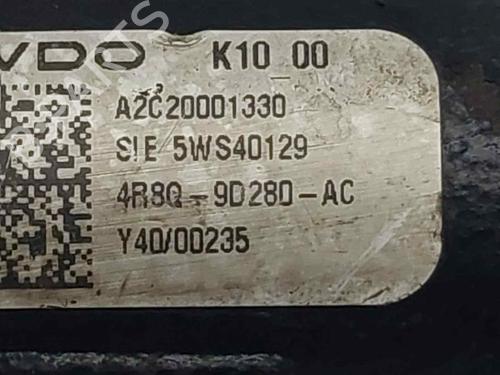 VDO K10 00
A2C20001330
SIE 5WS40129
4R8Q-9D280-AC
Y40/00235